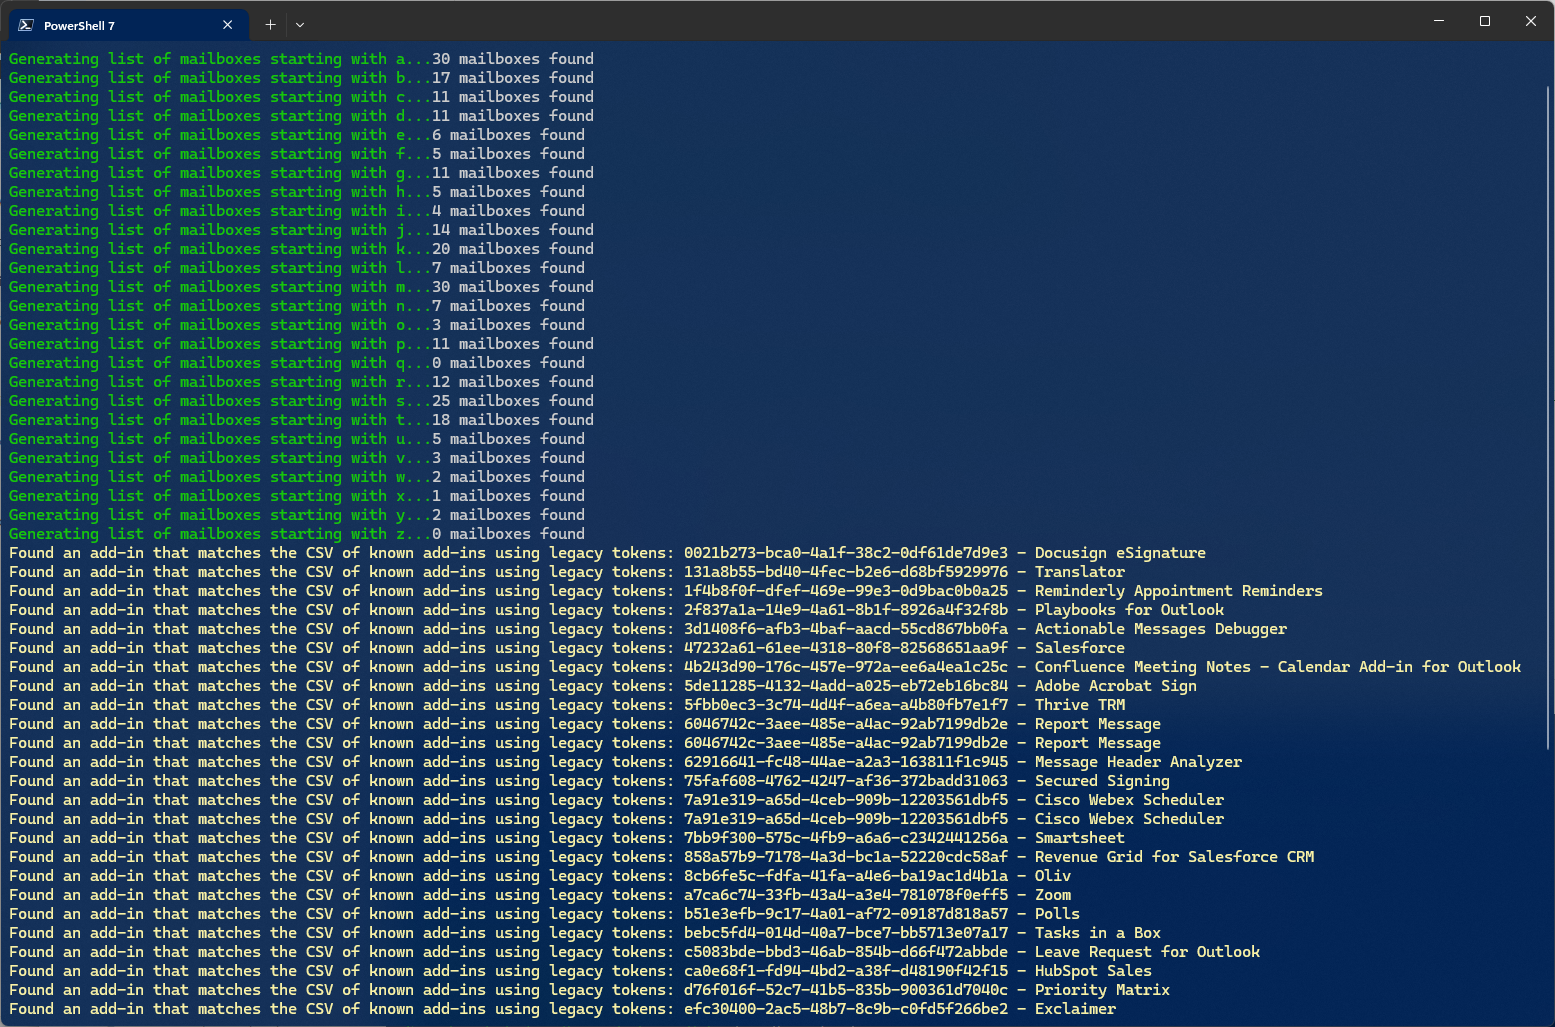 PowerShell 7
Generating list of mailboxes starting with a...30 mailboxes found
Generating list of mailboxes starting with b...17 mailboxes found
Generating list of mailboxes starting with c...11 mailboxes found
Generating list of mailboxes starting with d...11 mailboxes found
Generating list of mailboxes starting with e...6 mailboxes found
Generating list of mailboxes starting with f...5 mailboxes found
Generating list of mailboxes starting with g...11 mailboxes found
Generating list of mailboxes starting with h...5 mailboxes found
Generating list of mailboxes starting with i...4 mailboxes found
Generating list of mailboxes starting with j...14 mailboxes found
Generating list of mailboxes starting with k...20 mailboxes found
Generating list of mailboxes starting with l...7 mailboxes found
Generating list of mailboxes starting with m...30 mailboxes found
Generating list of mailboxes starting with n...7 mailboxes found
Generating list of mailboxes starting with o...3 mailboxes found
Generating list of mailboxes starting with p...11 mailboxes found
Generating list of mailboxes starting with q...0 mailboxes found
Generating list of mailboxes starting with r...12 mailboxes found
Generating list of mailboxes starting with s...25 mailboxes found
Generating list of mailboxes starting with t...18 mailboxes found
Generating list of mailboxes starting with u...5 mailboxes found
Generating list of mailboxes starting with v...3 mailboxes found
Generating list of mailboxes starting with w...2 mailboxes found
Generating list of mailboxes starting with x...1 mailboxes found
Generating list of mailboxes starting with y...2 mailboxes found
Generating list of mailboxes starting with z...0 mailboxes found
Found an add-in that matches the CSV of known add-ins using legacy tokens: 0021b273-bca0-4a1f-38c2-0df61de7d9e3 - Docusign eSignature
Found an add-in that matches the CSV of known add-ins using legacy tokens: 131a8b55-bd40-4fec-b2e6-d68bf5929976 - Translator
Found an add-in that matches the CSV of known add-ins using legacy tokens: 1f4b8f0f-dfef-469e-99e3-0d9bac0b0a25 - Reminderly Appointment Reminders
Found an add-in that matches the CSV of known add-ins using legacy tokens: 2f837a1a-14e9-4a61-8b1f-8926a4f32f8b - Playbooks for Outlook
Found an add-in that matches the CSV of known add-ins using legacy tokens: 3d1408f6-afb3-4baf-aacd-55cd867bb0fa - Actionable Messages Debugger
Found an add-in that matches the CSV of known add-ins using legacy tokens: 47232a61-61ee-4318-80f8-82568651aa9f - Salesforce
Found an add-in that matches the CSV of known add-ins using legacy tokens: 4b243d90-176c-457e-972a-ee6a4ea1c25c - Confluence Meeting Notes - Calendar Add-in for Outlook
Found an add-in that matches the CSV of known add-ins using legacy tokens: 5de11285-4132-4add-a025-eb72eb16bc84 - Adobe Acrobat Sign
Found an add-in that matches the CSV of known add-ins using legacy tokens: 5fbb0ec3-3c74-4d4f-a6ea-a4b80fb7e1f7 - Thrive TRM
Found an add-in that matches the CSV of known add-ins using legacy tokens: 6046742c-3aee-485e-a4ac-92ab7199db2e - Report Message
Found an add-in that matches the CSV of known add-ins using legacy tokens: 6046742c-3aee-485e-a4ac-92ab7199db2e - Report Message
Found an add-in that matches the CSV of known add-ins using legacy tokens: 62916641-fc48-44ae-a2a3-163811f1c945 - Message Header Analyzer
Found an add-in that matches the CSV of known add-ins using legacy tokens: 75faf608-4762-4247-af36-372badd31063 - Secured Signing
Found an add-in that matches the CSV of known add-ins using legacy tokens: 7a91e319-a65d-4ceb-909b-12203561dbf5 - Cisco Webex Scheduler
Found an add-in that matches the CSV of known add-ins using legacy tokens: 7a91e319-a65d-4ceb-909b-12203561dbf5 - Cisco Webex Scheduler
Found an add-in that matches the CSV of known add-ins using legacy tokens: 7bb9f300-575c-4fb9-a6a6-c2342441256a - Smartsheet
Found an add-in that matches the CSV of known add-ins using legacy tokens: 858a57b9-7178-4a3d-bc1a-52220cdc58af - Revenue Grid for Salesforce CRM
Found an add-in that matches the CSV of known add-ins using legacy tokens: 8cb6fe5c-fdfa-41fa-a4e6-ba19ac1d4b1a - Oliv
Found an add-in that matches the CSV of known add-ins using legacy tokens: a7ca6c74-33fb-43a4-a3e4-781078f0eff5 - Zoom
Found an add-in that matches the CSV of known add-ins using legacy tokens: b51e3efb-9c17-4a01-af72-09187d818a57 - Polls
Found an add-in that matches the CSV of known add-ins using legacy tokens: bebc5fd4-014d-40a7-bce7-bb5713e07a17 - Tasks in a Box
Found an add-in that matches the CSV of known add-ins using legacy tokens: c5083bde-bbd3-46ab-854b-d66f472abbde - Leave Request for Outlook
Found an add-in that matches the CSV of known add-ins using legacy tokens: ca0e68f1-fd94-4bd2-a38f-d48190f42f15 - HubSpot Sales
Found an add-in that matches the CSV of known add-ins using legacy tokens: d76f016f-52c7-41b5-835b-900361d7040c - Priority Matrix
Found an add-in that matches the CSV of known add-ins using legacy tokens: efc30400-2ac5-48b7-8c9b-c0fd5f266be2 - Exclaimer